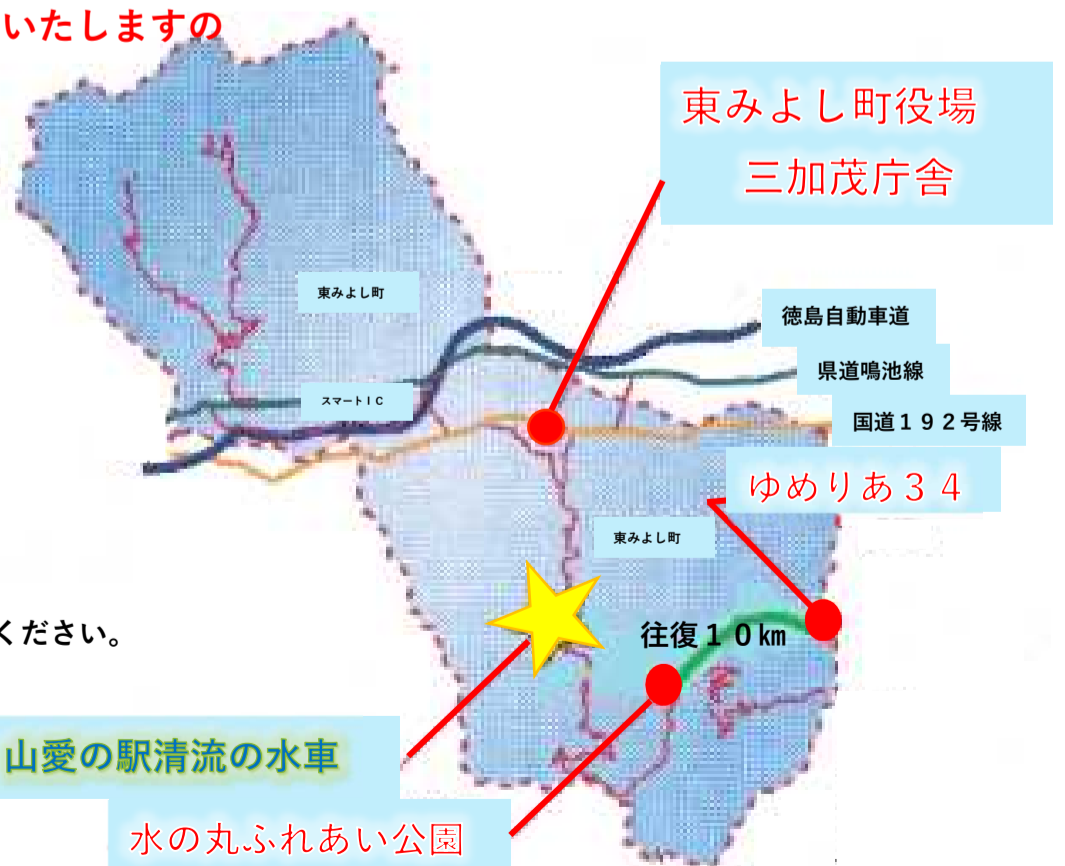 いたしますの
東みよし町役場
三加茂庁舎
東みよし町
徳島自動車道
県道鳴池線
スマートＩＣ
国道１９２号線
ゆめりあ３４
東みよし町
ください。
往復１０㎞
山愛の駅清流の水車
水の丸ふれあい公園